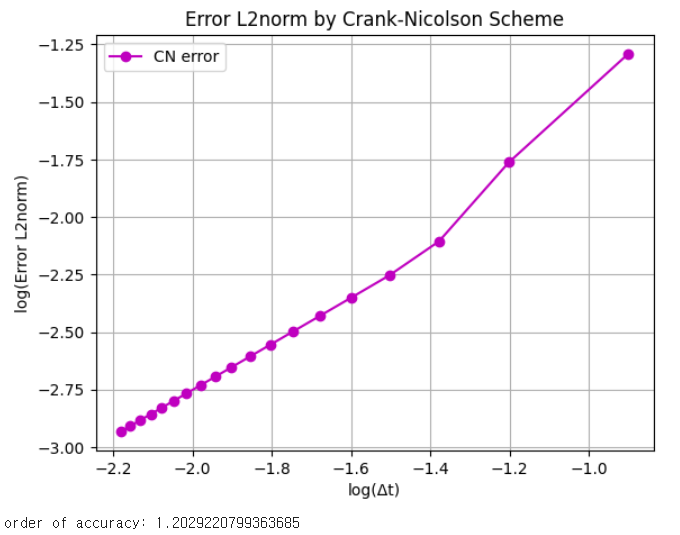 Error L2norm by Crank-Nicolson Scheme
CN error
−1.25
−1.50
−1.75
−2.00
−2.25
−2.50
−2.75
−3.00
log(Error L2norm)
−2.2 −2.0 −1.8 −1.6 −1.4 −1.2 −1.0
log(Δt)
order of accuracy: 1.2029220799363685